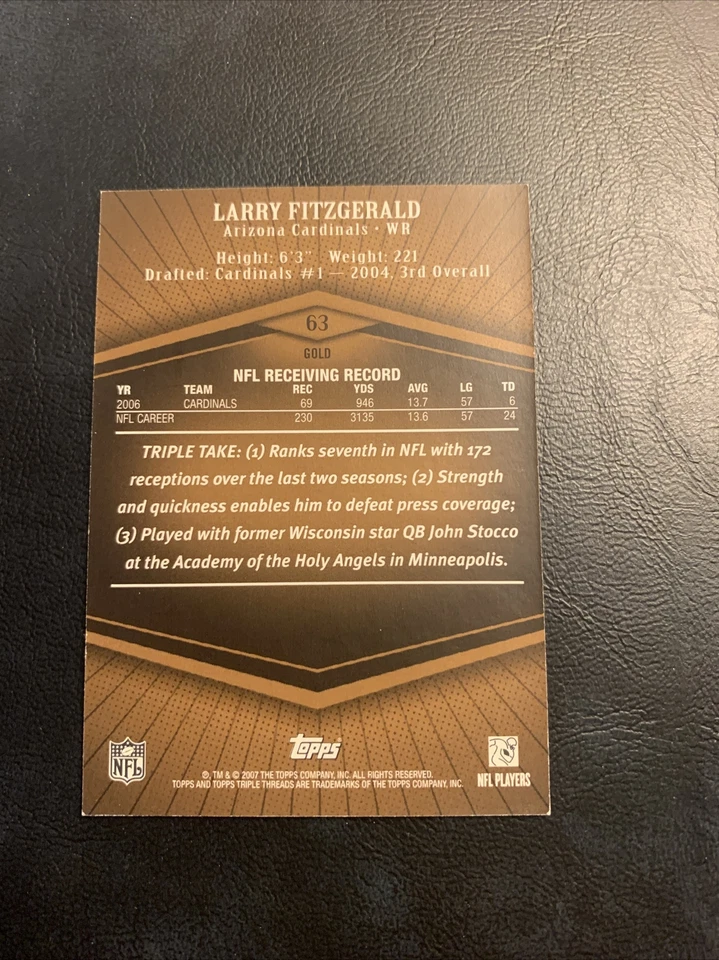 LARRY FITZGERALD
Arizona Cardinals • WR
Height: 6'3" Weight: 221
Drafted: Cardinals #1 — 2004, 3rd Overall
63
GOLD
NFL RECEIVING RECORD
YR TEAM REC YDS AVG LG TD
2006 CARDINALS 69 946 13.7 57 6
NFL CAREER 230 3135 13.6 57 24
TRIPLE TAKE: (1) Ranks seventh in NFL with 172
receptions over the last two seasons; (2) Strength
and quickness enables him to defeat press coverage;
(3) Played with former Wisconsin star QB John Stocco
at the Academy of the Holy Angels in Minneapolis.
NFL
Topps
®, TM & © 2007 THE TOPPS COMPANY, INC. ALL RIGHTS RESERVED.
TOPPS AND TOPPS TRIPLE THREADS ARE TRADEMARKS OF THE TOPPS COMPANY, INC.
NFL PLAYERS